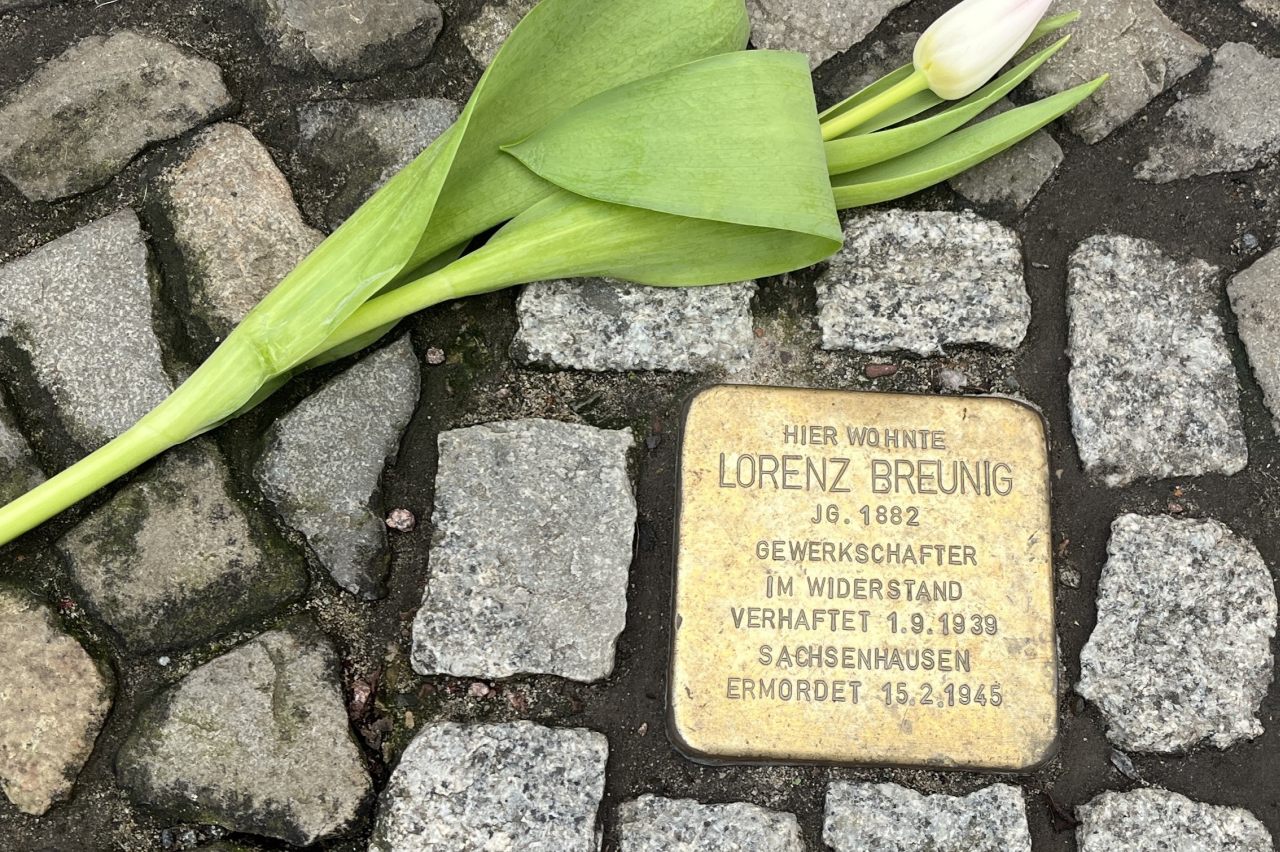 HIER WOHNTE
LORENZ BREUNIG
JG. 1882
GEWERKSCHAFTER
IM WIDERSTAND
VERHAFTET 1.9.1939
SACHSENHAUSEN
ERMORDET 15.2.1945